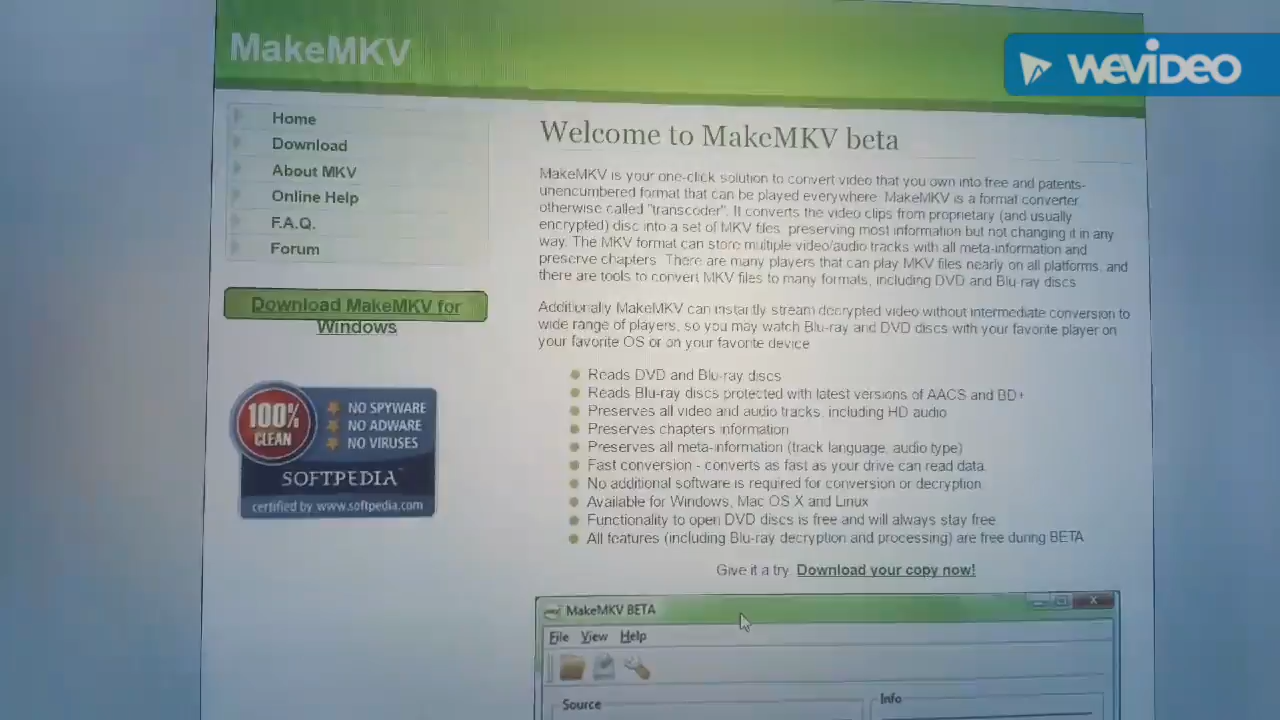 MakeMKV
WEVIDEO
Home
Download
About MKV
Online Help
F.A.Q.
Forum
Download MakeMKV for
Windows
100%
CLEAN
NO SPYWARE
NO ADWARE
NO VIRUSES
SOFTPEDIA
certified by www.softpedia.com
Welcome to MakeMKV beta
MakeMKV is your one-click solution to convert video that you own into free and patents-
unencumbered format that can be played everywhere. MakeMKV is a format converter
otherwise called "transcoder". It converts the video clips from proprietary (and usually
encrypted) disc into a set of MKV files, preserving most information but not changing it in any
way. The MKV format can store multiple video/audio tracks with all meta-information and
preserve chapters. There are many players that can play MKV files nearly on all platforms, and
there are tools to convert MKV files to many formats, including DVD and Blu-ray discs
Additionally MakeMKV can instantly stream decrypted video without intermediate conversion to
wide range of players, so you may watch Blu-ray and DVD discs with your favorite player on
your favorite OS or on your favorite device
Reads DVD and Blu-ray discs
Reads Blu-ray discs protected with latest versions of AACS and BD+
Preserves all video and audio tracks, including HD audio
Preserves chapters information
Preserves all meta-information (track language, audio type)
Fast conversion - converts as fast as your drive can read data.
No additional software is required for conversion or decryption
Available for Windows, Mac OS X and Linux
Functionality to open DVD discs is free and will always stay free
All features (including Blu-ray decryption and processing) are free during BETA
Give it a try. Download your copy now!
MakeMKV BETA
File View Help
Source
Info